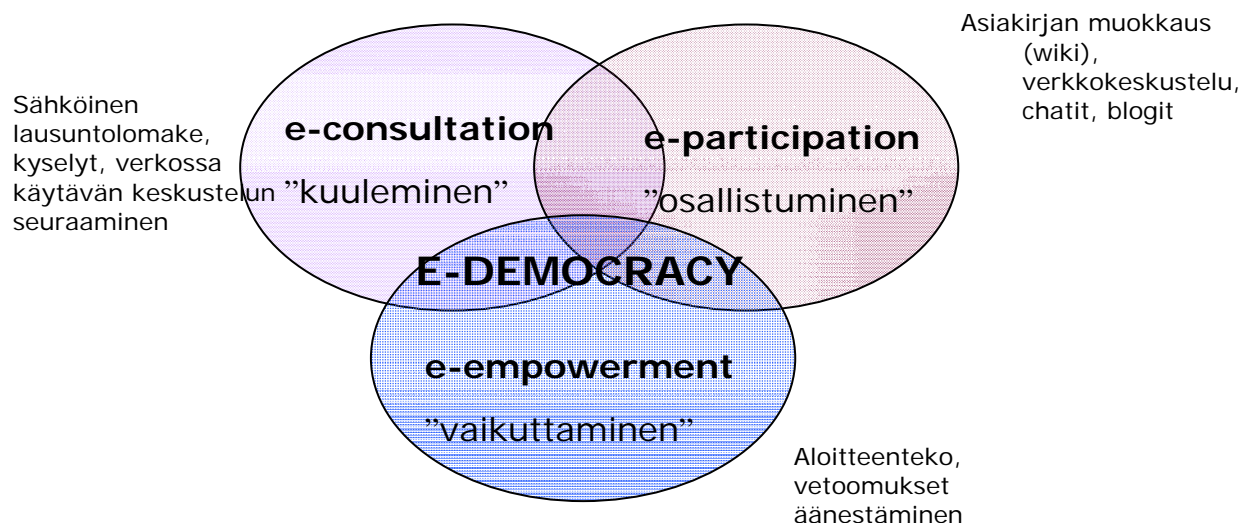 Asiakirjan muokkaus
(wiki),
verkkokeskustelu,
chatit, blogit
Sähköinen
lausuntolomake,
kyselyt, verkossa
käytävän keskustelun
seuraaminen
e-consultation
”kuuleminen”
e-participation
”osallistuminen”
E-DEMOCRACY
e-empowerment
”vaikuttaminen”
Aloitteenteko,
vetoomukset
äänestäminen